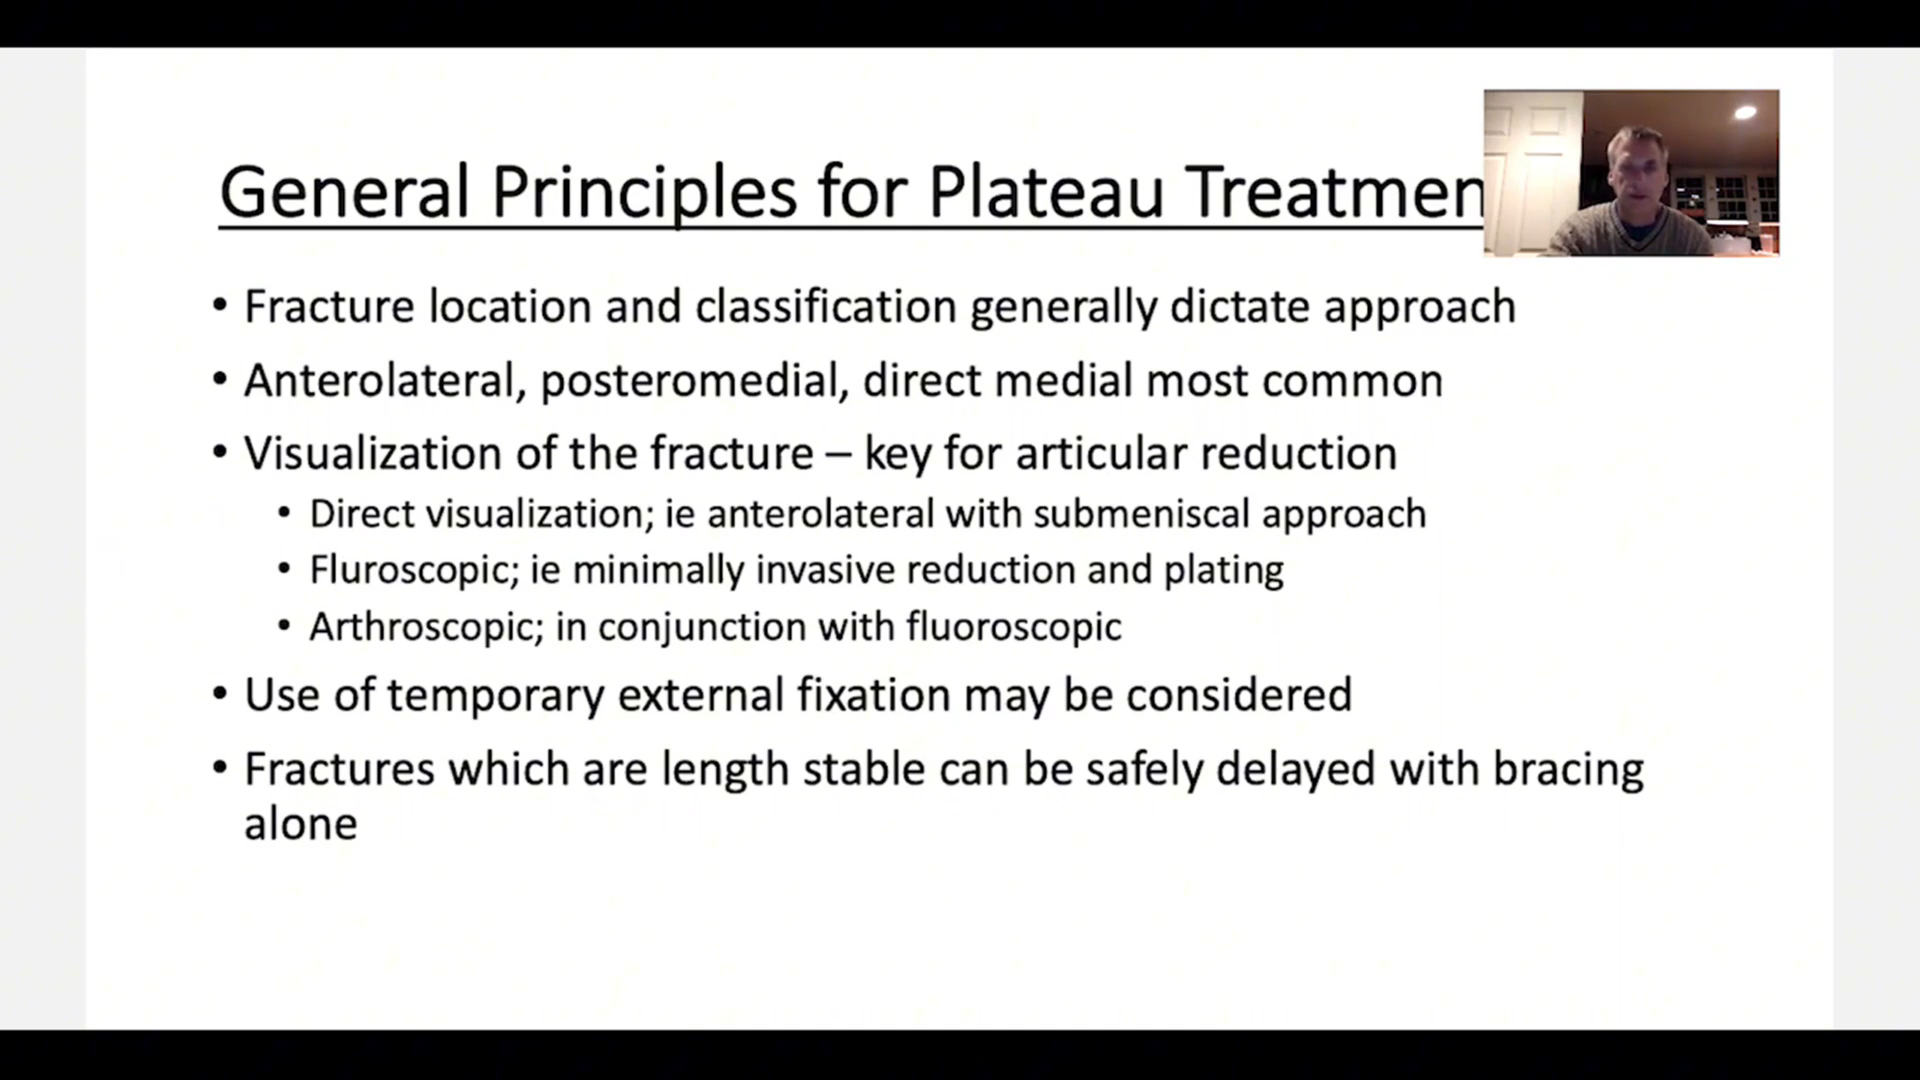 General Principles for Plateau Treatmen
• Fracture location and classification generally dictate approach
• Anterolateral, posteromedial, direct medial most common
• Visualization of the fracture – key for articular reduction
• Direct visualization; ie anterolateral with submeniscal approach
• Fluroscopic; ie minimally invasive reduction and plating
• Arthroscopic; in conjunction with fluoroscopic
• Use of temporary external fixation may be considered
• Fractures which are length stable can be safely delayed with bracing
alone